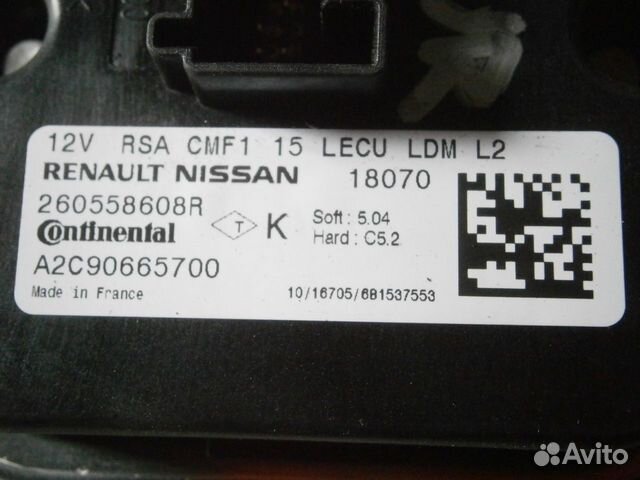 12V RSA CMF1 15 LECU LDM L2
RENAULT NISSAN 18070
260558608R
Continental T K Soft : 5.04
Hard : C5.2
A2C90665700
Made in France 10/16705/6B1537553
Avito